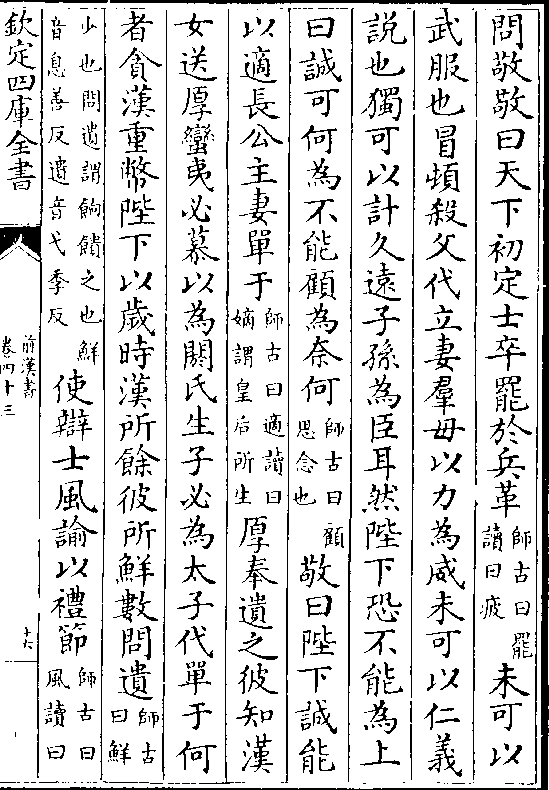 問敬敬曰天下初定士卒罷於兵革師古曰罷讀曰疲未可以
武服也冒頓殺父代立妻羣母以力為威未可以仁義
說也獨可以計久遠子孫為臣耳然陛下恐不能為上
曰誠可何為不能顧為奈何師古曰顧思念也敬曰陛下誠能
以適長公主妻單于師古曰適讀曰嫡謂皇后所生厚奉遺之彼知漢
女送厚蠻夷必慕以為閼氏生子必為太子代單于何
者貪漢重幣陛下以歲時漢所餘彼所鮮數問遺師古曰鮮
少也問遺謂餉饋之也鮮音息善反遺音弋季反使辯士風諭以禮節師古曰風讀曰
欽定四庫全書
前漢書
卷四十三
十六